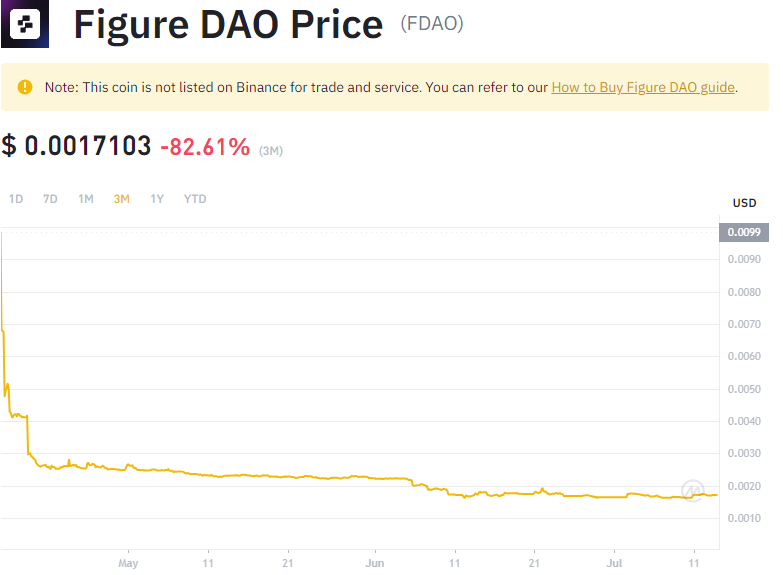 Figure DAO Price (FDAO)
Note: This coin is not listed on Binance for trade and service. You can refer to our How to Buy Figure DAO guide.
$ 0.0017103 -82.61% (3M)
1D 7D 1M 3M 1Y YTD
USD
0.0099
0.0090
0.0080
0.0070
0.0060
0.0050
0.0040
0.0030
0.0020
0.0010
May 11 21 Jun 11 21 Jul 11